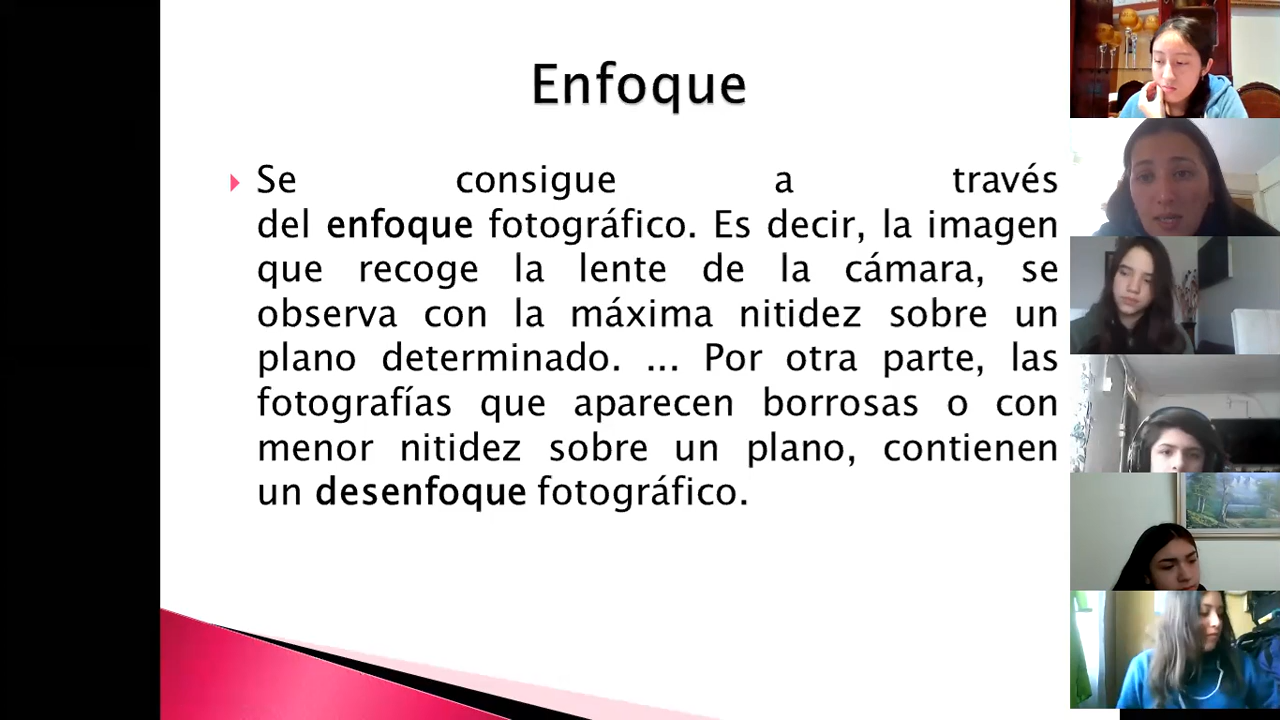 Enfoque
Se consigue a través
del enfoque fotográfico. Es decir, la imagen
que recoge la lente de la cámara, se
observa con la máxima nitidez sobre un
plano determinado. ... Por otra parte, las
fotografías que aparecen borrosas o con
menor nitidez sobre un plano, contienen
un desenfoque fotográfico.